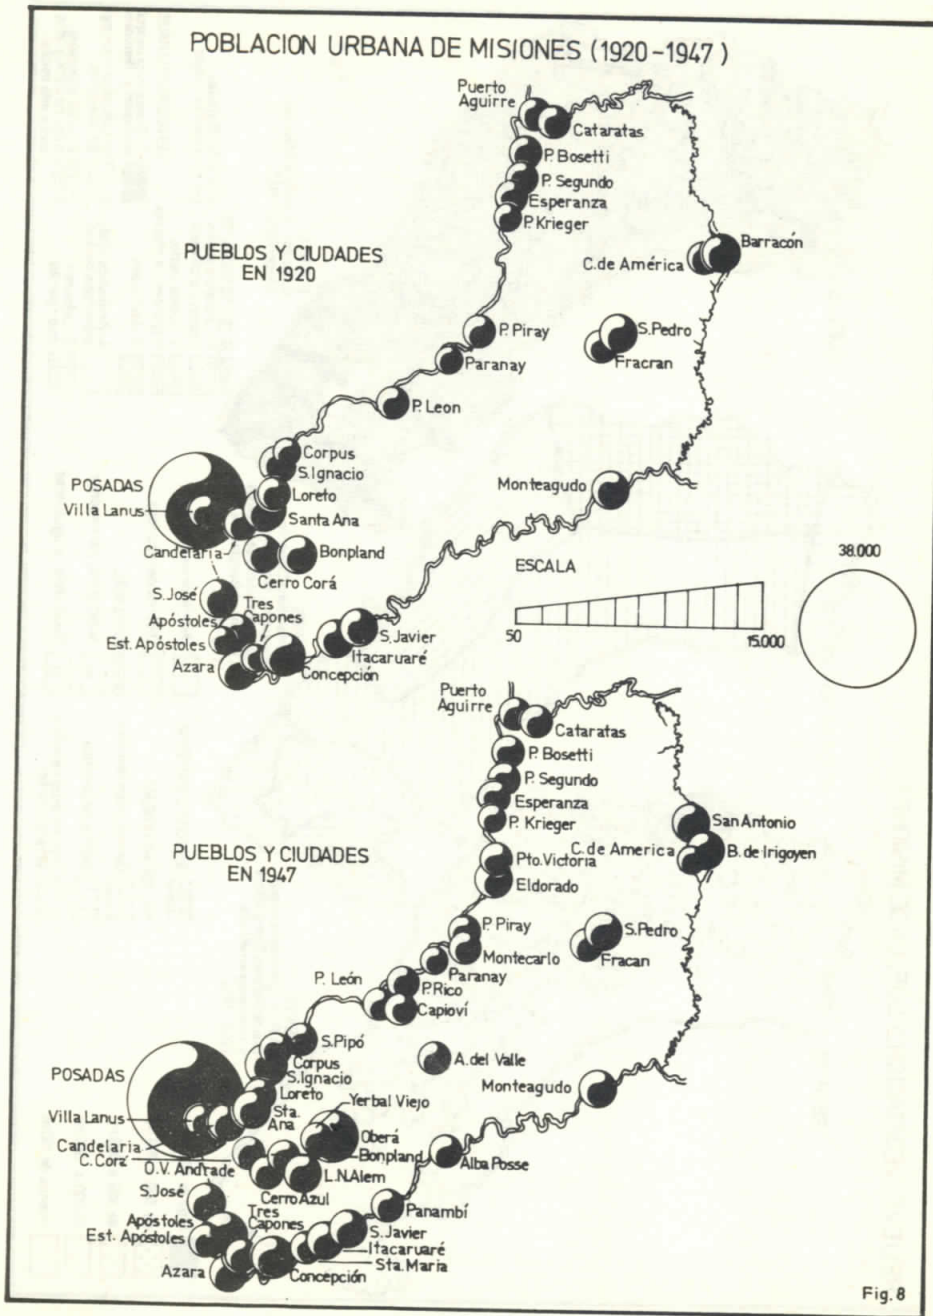 POBLACION URBANA DE MISIONES (1920-1947)
Puerto
Aguirre
Cataratas
P. Bosetti
P. Segundo
Esperanza
P. Krieger
PUEBLOS Y CIUDADES
EN 1920
Barracón
C. de América
P. Piray
S. Pedro
Paranay
Fracran
P. Leon
Corpus
S. Ignacio
POSADAS
Loreto
Monteagudo
Villa Lanus
Santa Ana
Candelaria
Bonpland
Cerro Corá
ESCALA
38.000
50
15.000
S. José
Tres
Capones
Apóstoles
Est. Apóstoles
S. Javier
Itacaruaré
Azara
Concepción
Puerto
Aguirre
Cataratas
P. Bosetti
P. Segundo
Esperanza
P. Krieger
San Antonio
PUEBLOS Y CIUDADES
EN 1947
C. de America
B. de Irigoyen
Pto. Victoria
Eldorado
P. Piray
S. Pedro
Montecarlo
Fracan
Paranay
P. León
P. Rico
Capioví
S. Pipó
Corpus
A. del Valle
S. Ignacio
POSADAS
Loreto
Monteagudo
Yerbal Viejo
Villa Lanus
Sta.
Ana
Oberá
Candelaria
Bonpland
C. Corá
Alba Posse
O.V. Andrade
L.N. Alem
Cerro Azul
S. José
Panambí
Tres
Capones
Apóstoles
Est. Apóstoles
S. Javier
Itacaruaré
Sta. Maria
Azara
Concepción
Fig. 8